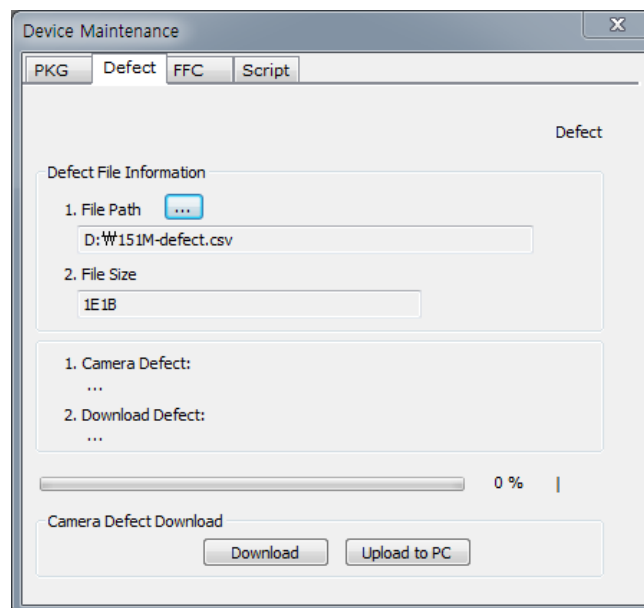 Device Maintenance
X
PKG Defect FFC Script
Defect
Defect File Information
1. File Path ...
D:₩151M-defect.csv
2. File Size
1E1B
1. Camera Defect:
...
2. Download Defect:
...
0 % |
Camera Defect Download
Download Upload to PC